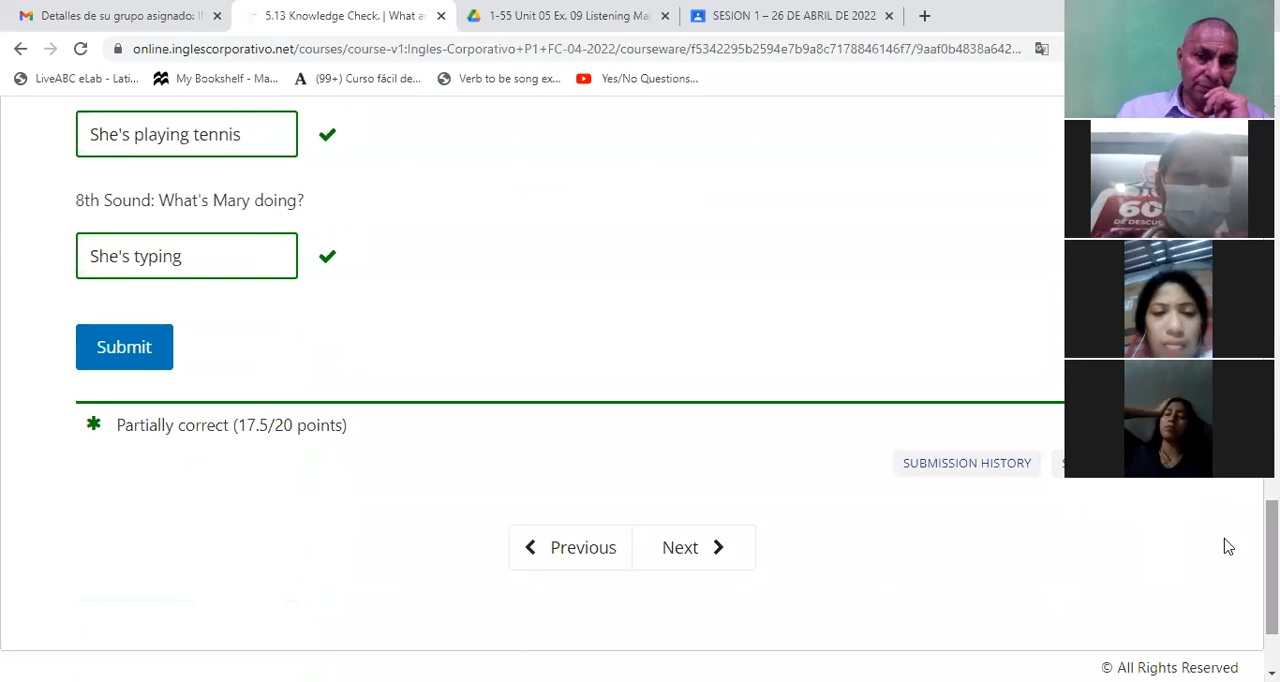 Detalles de su grupo asignado: I
5.13 Knowledge Check. | What a
1-55 Unit 05 Ex. 09 Listening Ma
SESION 1 – 26 DE ABRIL DE 2022
online.inglescorporativo.net/courses/course-v1:Ingles-Corporativo+P1+FC-04-2022/courseware/f5342295b2594e7b9a8c7178846146f7/9aaf0b4838a642...
LiveABC eLab - Lati...
My Bookshelf - Ma...
(99+) Curso fácil de...
Verb to be song ex...
Yes/No Questions...
She's playing tennis
8th Sound: What's Mary doing?
She's typing
Submit
Partially correct (17.5/20 points)
SUBMISSION HISTORY
Previous
Next
© All Rights Reserved
60
DE DESCUE